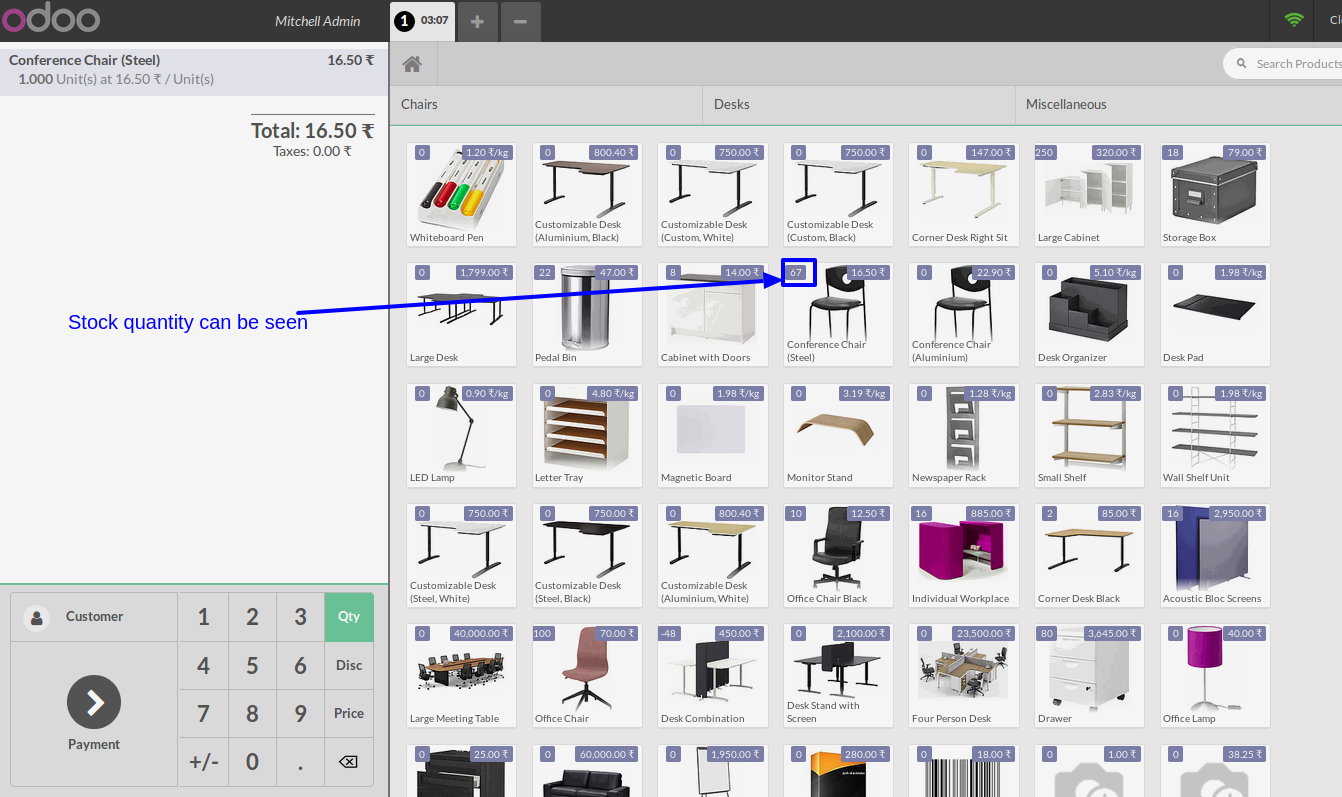 odoo
Mitchell Admin
1 03:07
+
−
Conference Chair (Steel) 16.50 ₹
1.000 Unit(s) at 16.50 ₹ / Unit(s)
Total: 16.50 ₹
Taxes: 0.00 ₹
Stock quantity can be seen
Customer
1 2 3 Qty
4 5 6 Disc
7 8 9 Price
+/- 0 .
Payment
Search Products
Chairs
Desks
Miscellaneous
0 1.20 ₹/kg
Whiteboard Pen
0 800.40 ₹
Customizable Desk
(Aluminium, Black)
0 750.00 ₹
Customizable Desk
(Custom, White)
0 750.00 ₹
Customizable Desk
(Custom, Black)
0 147.00 ₹
Corner Desk Right Sit
250 320.00 ₹
Large Cabinet
18 79.00 ₹
Storage Box
0 1,799.00 ₹
Large Desk
22 47.00 ₹
Pedal Bin
8 14.00 ₹
Cabinet with Doors
67 16.50 ₹
Conference Chair
(Steel)
0 22.90 ₹
Conference Chair
(Aluminium)
0 5.10 ₹/kg
Desk Organizer
0 1.98 ₹/kg
Desk Pad
0 0.90 ₹/kg
LED Lamp
0 4.80 ₹/kg
Letter Tray
0 1.98 ₹/kg
Magnetic Board
0 3.19 ₹/kg
Monitor Stand
0 1.28 ₹/kg
Newspaper Rack
0 2.83 ₹/kg
Small Shelf
0 1.98 ₹/kg
Wall Shelf Unit
0 750.00 ₹
Customizable Desk
(Steel, White)
0 750.00 ₹
Customizable Desk
(Steel, Black)
0 800.40 ₹
Customizable Desk
(Aluminium, White)
10 12.50 ₹
Office Chair Black
16 885.00 ₹
Individual Workplace
2 85.00 ₹
Corner Desk Black
16 2,950.00 ₹
Acoustic Bloc Screens
0 40,000.00 ₹
Large Meeting Table
100 70.00 ₹
Office Chair
-48 450.00 ₹
Desk Combination
0 2,100.00 ₹
Desk Stand with
Screen
0 23,500.00 ₹
Four Person Desk
80 3,645.00 ₹
Drawer
0 40.00 ₹
Office Lamp
0 25.00 ₹
0 60,000.00 ₹
0 1,950.00 ₹
0 280.00 ₹
0 18.00 ₹
0 1.00 ₹
0 38.25 ₹